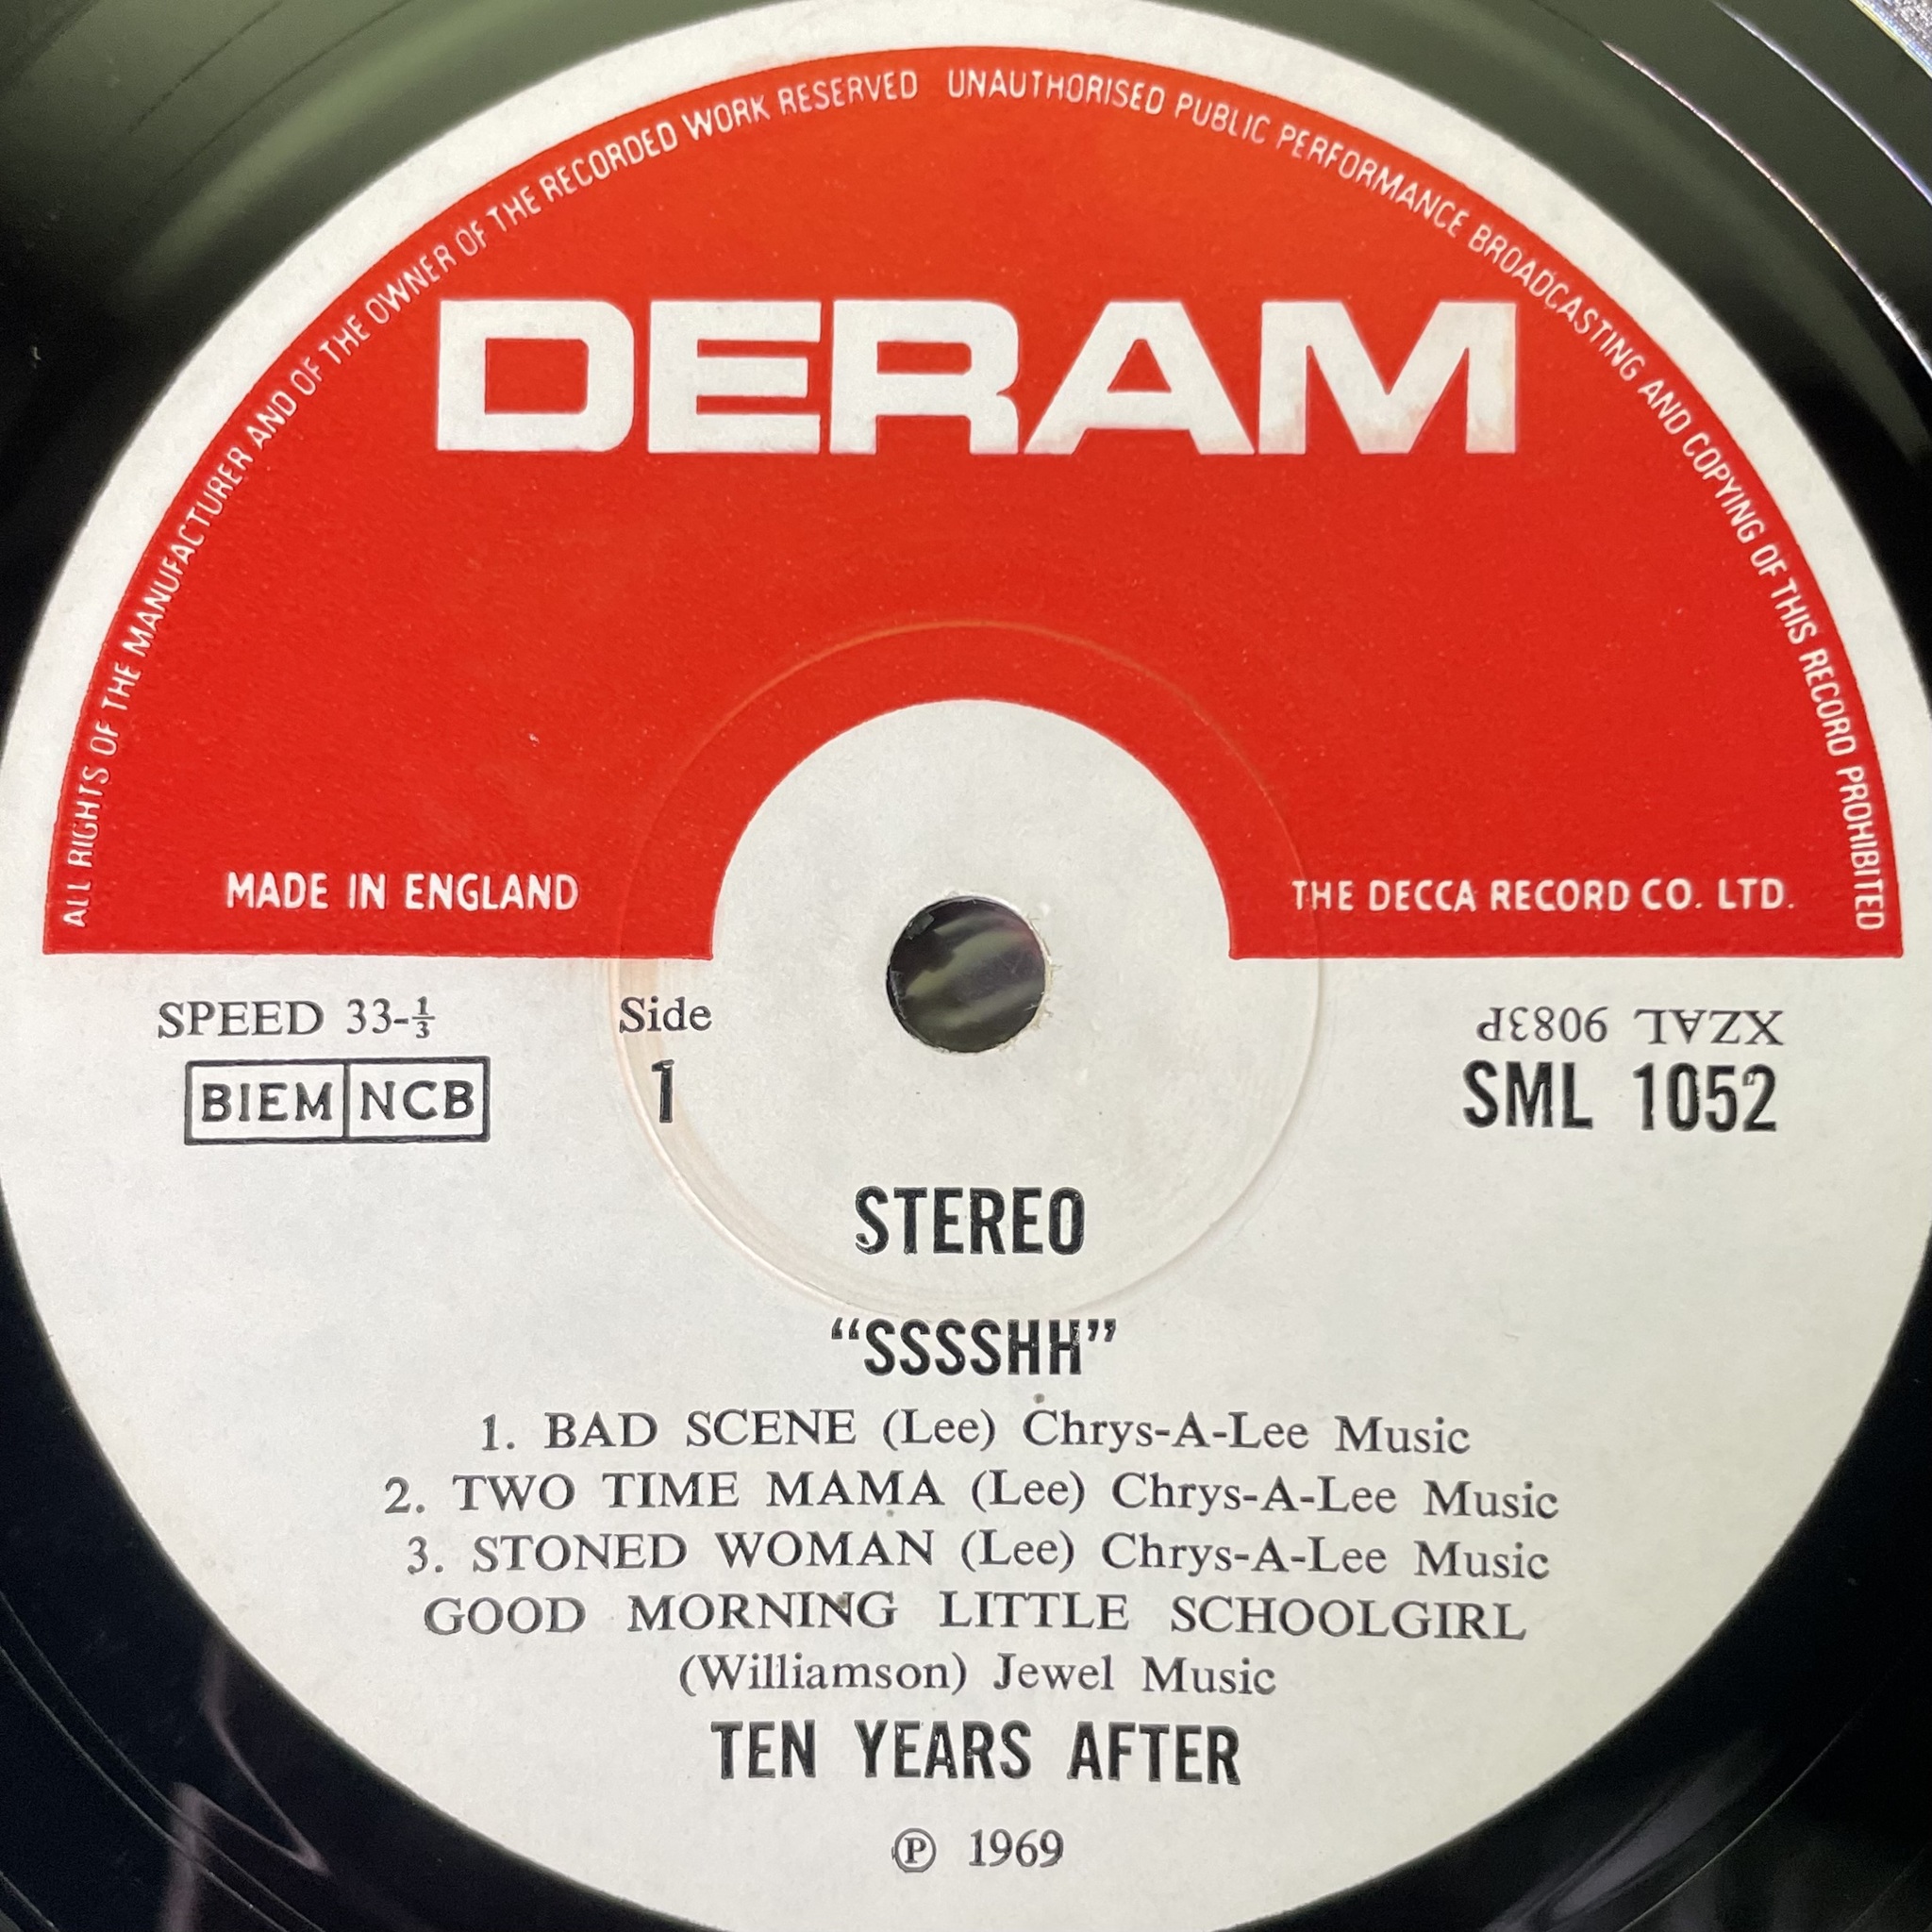 ALL RIGHTS OF THE MANUFACTURER AND OF THE OWNER OF THE RECORDED WORK RESERVED UNAUTHORISED PUBLIC PERFORMANCE BROADCASTING AND COPYING OF THIS RECORD PROHIBITED
DERAM
MADE IN ENGLAND
THE DECCA RECORD CO. LTD.
SPEED 33-⅓
Side
XZAL 9083P
BIEM NCB
1
SML 1052
STEREO
“SSSSHH”
1. BAD SCENE (Lee) Chrys-A-Lee Music
2. TWO TIME MAMA (Lee) Chrys-A-Lee Music
3. STONED WOMAN (Lee) Chrys-A-Lee Music
GOOD MORNING LITTLE SCHOOLGIRL
(Williamson) Jewel Music
TEN YEARS AFTER
℗ 1969